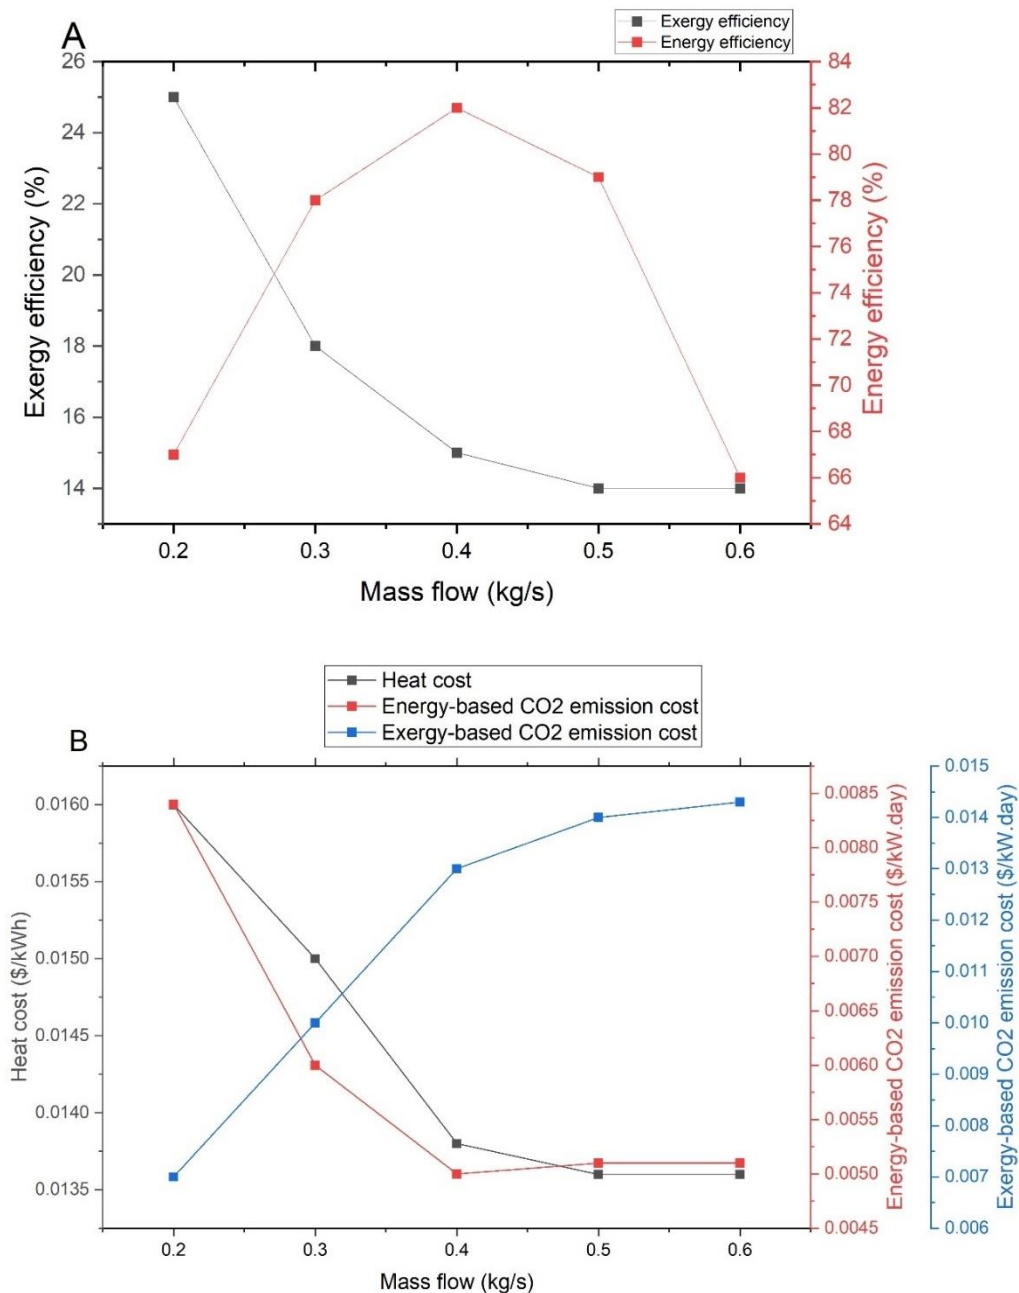 A
Exergy efficiency
Energy efficiency
26
24
22
20
18
16
14
Exergy efficiency (%)
84
82
80
78
76
74
72
70
68
66
64
Energy efficiency (%)
0.2 0.3 0.4 0.5 0.6
Mass flow (kg/s)
Heat cost
Energy-based CO2 emission cost
Exergy-based CO2 emission cost
B
0.0160
0.0155
0.0150
0.0145
0.0140
0.0135
Heat cost ($/kWh)
0.0085
0.0080
0.0075
0.0070
0.0065
0.0060
0.0055
0.0050
0.0045
Energy-based CO2 emission cost ($/kW.day)
0.015
0.014
0.013
0.012
0.011
0.010
0.009
0.008
0.007
0.006
Exergy-based CO2 emission cost ($/kW.day)
0.2 0.3 0.4 0.5 0.6
Mass flow (kg/s)